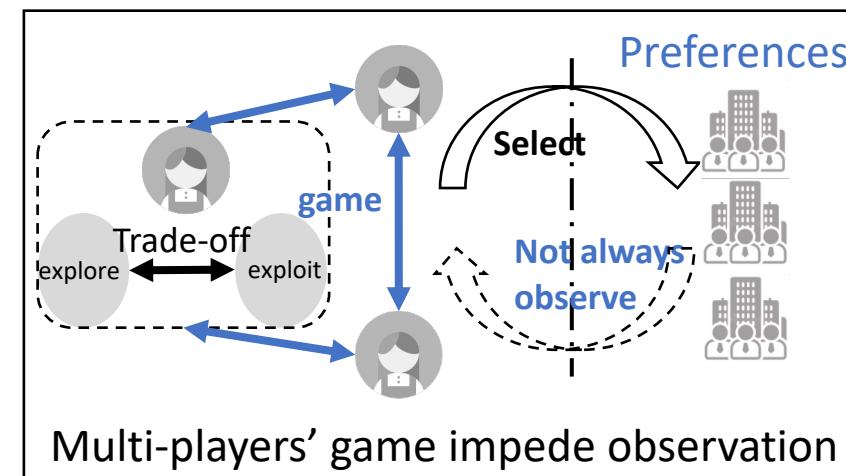 Preferences
Select
game
Trade-off
explore
exploit
Not always
observe
Multi-players' game impede observation